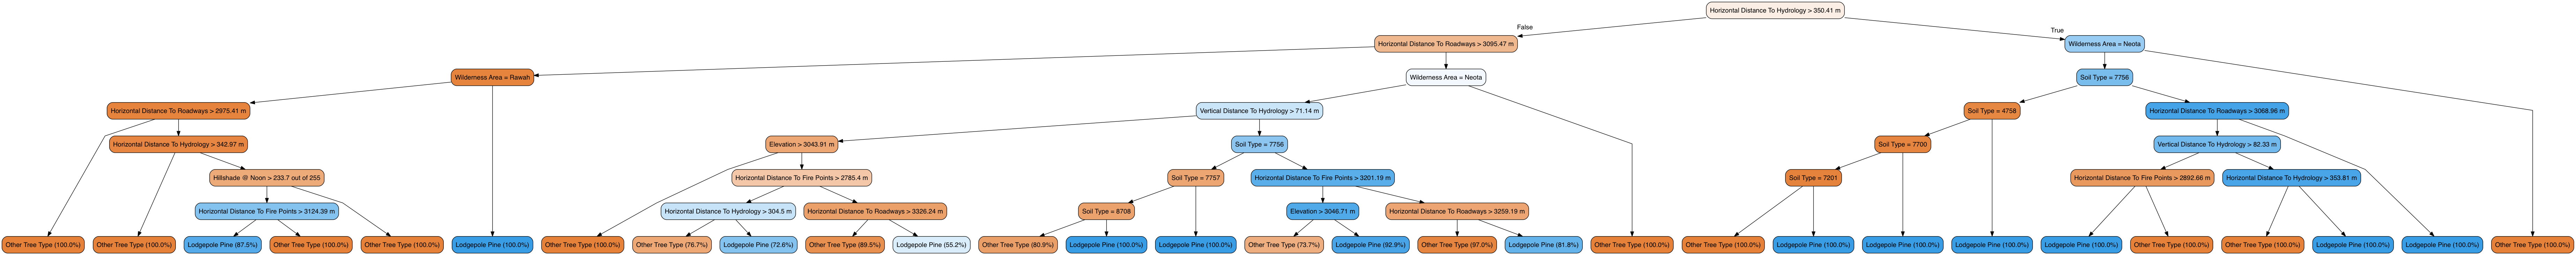 Horizontal Distance To Hydrology > 350.41 m
False
True
Horizontal Distance To Roadways > 3095.47 m
Wilderness Area = Neota
Wilderness Area = Rawah
Wilderness Area = Neota
Soil Type = 7756
Horizontal Distance To Roadways > 2975.41 m
Vertical Distance To Hydrology > 71.14 m
Soil Type = 4758
Horizontal Distance To Roadways > 3068.96 m
Horizontal Distance To Hydrology > 342.97 m
Elevation > 3043.91 m
Soil Type = 7756
Soil Type = 7700
Vertical Distance To Hydrology > 82.33 m
Hillshade @ Noon > 233.7 out of 255
Horizontal Distance To Fire Points > 2785.4 m
Soil Type = 7757
Horizontal Distance To Fire Points > 3201.19 m
Soil Type = 7201
Horizontal Distance To Fire Points > 2892.66 m
Horizontal Distance To Hydrology > 353.81 m
Horizontal Distance To Fire Points > 3124.39 m
Horizontal Distance To Hydrology > 304.5 m
Horizontal Distance To Roadways > 3326.24 m
Soil Type = 8708
Elevation > 3046.71 m
Horizontal Distance To Roadways > 3259.19 m
Other Tree Type (100.0%)
Other Tree Type (100.0%)
Lodgepole Pine (87.5%)
Other Tree Type (100.0%)
Other Tree Type (100.0%)
Lodgepole Pine (100.0%)
Other Tree Type (100.0%)
Other Tree Type (76.7%)
Lodgepole Pine (72.6%)
Other Tree Type (89.5%)
Lodgepole Pine (55.2%)
Other Tree Type (80.9%)
Lodgepole Pine (100.0%)
Lodgepole Pine (100.0%)
Other Tree Type (73.7%)
Lodgepole Pine (92.9%)
Other Tree Type (97.0%)
Lodgepole Pine (81.8%)
Other Tree Type (100.0%)
Other Tree Type (100.0%)
Lodgepole Pine (100.0%)
Lodgepole Pine (100.0%)
Lodgepole Pine (100.0%)
Lodgepole Pine (100.0%)
Other Tree Type (100.0%)
Other Tree Type (100.0%)
Lodgepole Pine (100.0%)
Lodgepole Pine (100.0%)
Other Tree Type (100.0%)